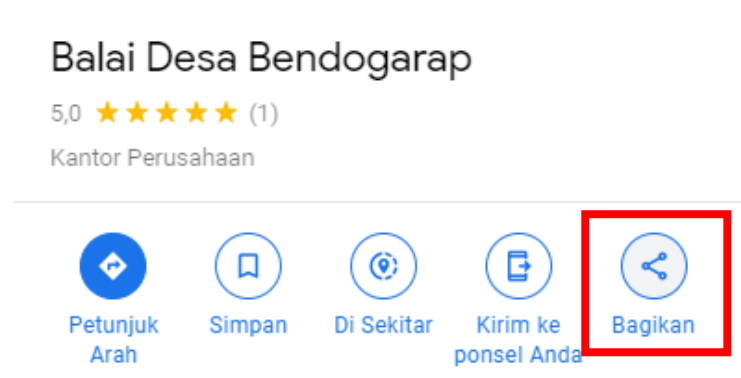 Balai Desa Bendogarap
5,0 ★★★★★ (1)
Kantor Perusahaan
Petunjuk Arah
Simpan
Di Sekitar
Kirim ke ponsel Anda
Bagikan